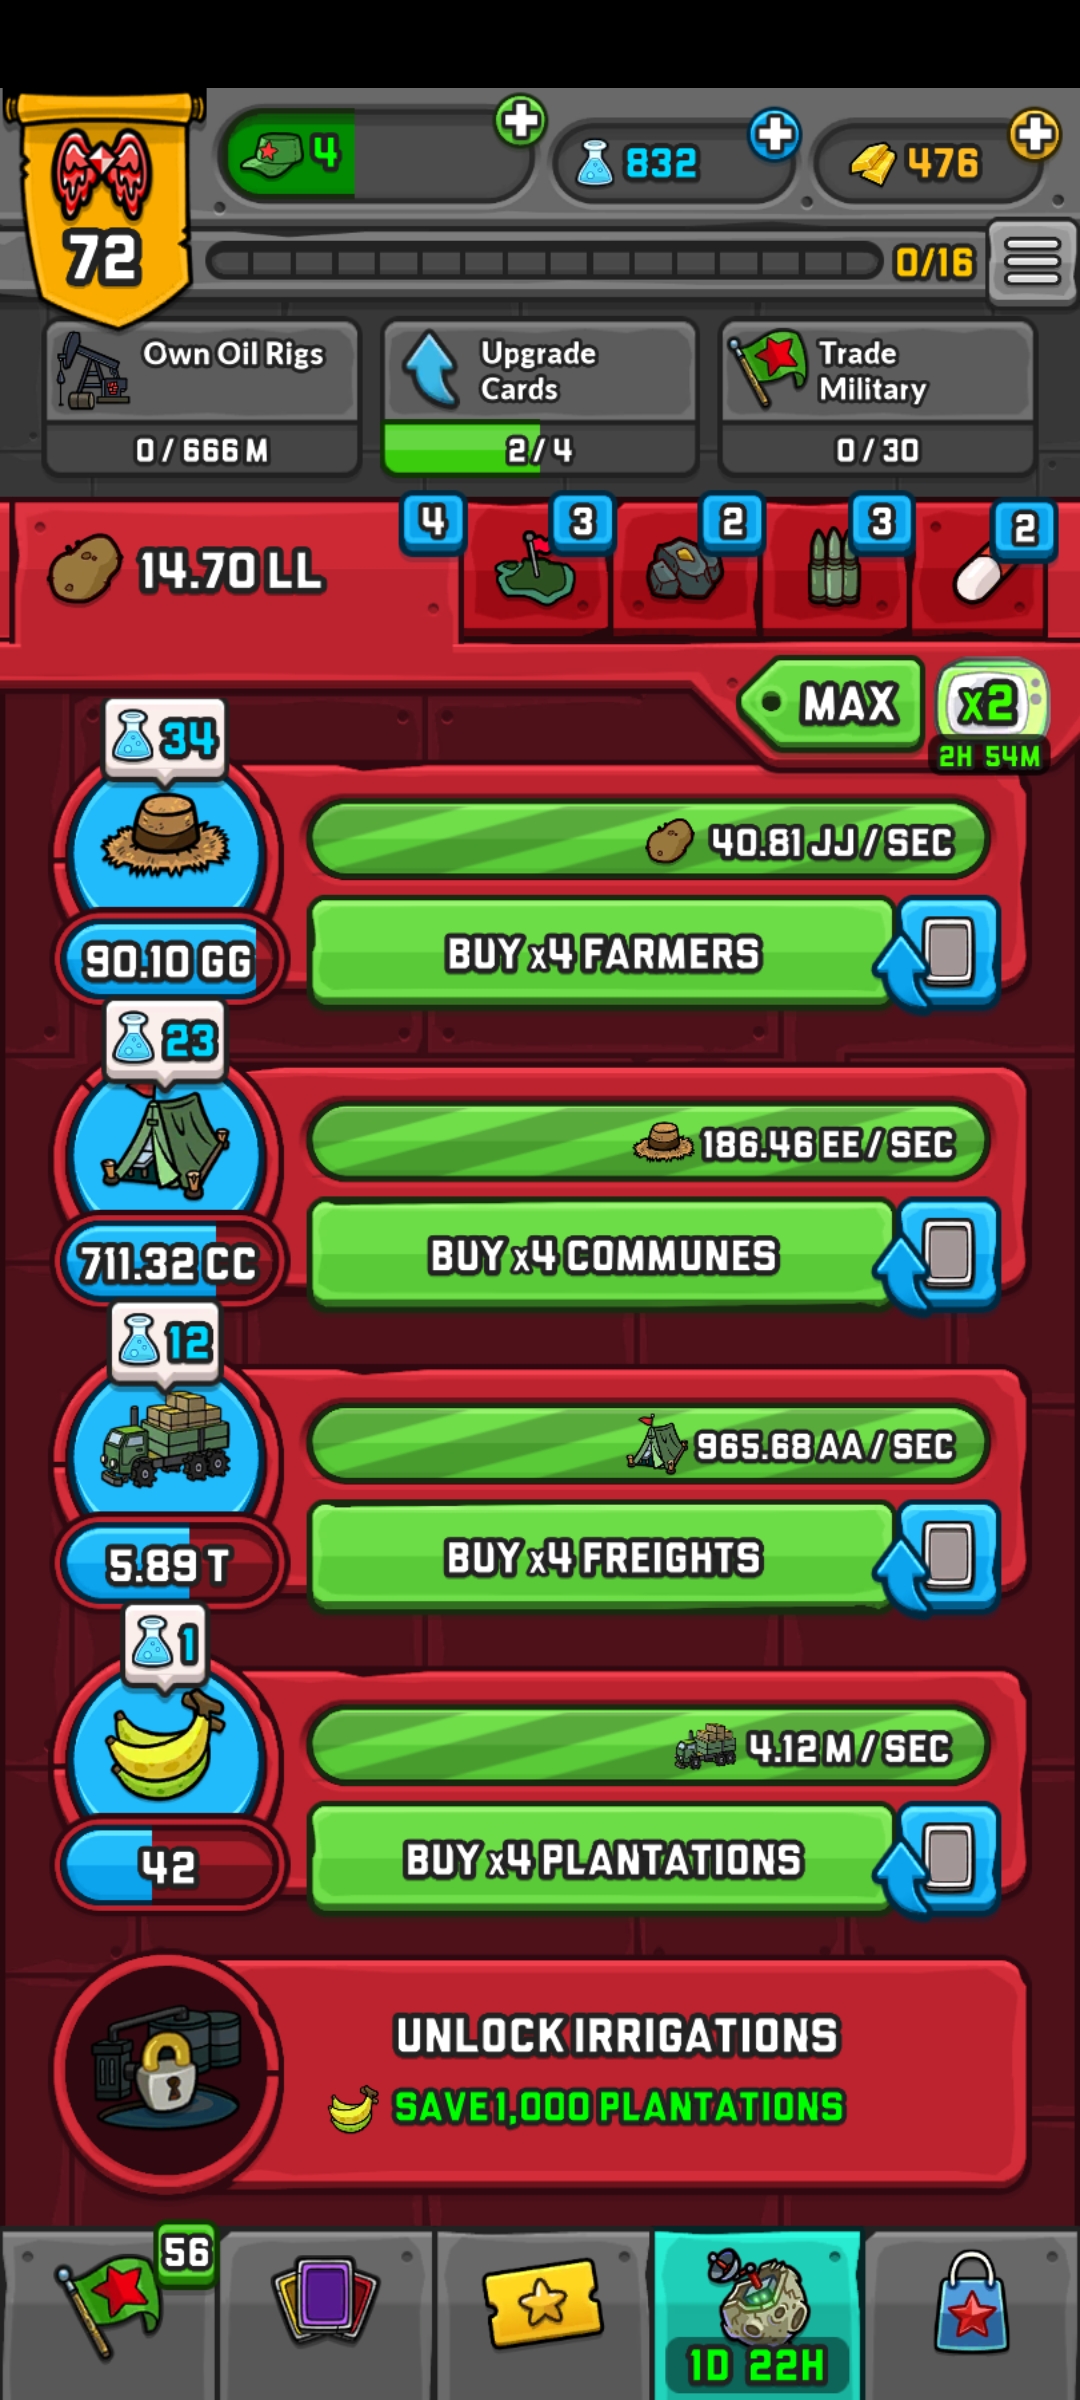 4
832
476
72
0/16
Own Oil Rigs
0 / 666 M
Upgrade
Cards
2 / 4
Trade
Military
0 / 30
14.70 LL
4
3
2
3
2
MAX
x2
2H 54M
34
40.81 JJ / SEC
BUY x4 FARMERS
90.10 GG
23
186.46 EE / SEC
BUY x4 COMMUNES
711.32 CC
12
965.68 AA / SEC
BUY x4 FREIGHTS
5.89 T
1
4.12 M / SEC
BUY x4 PLANTATIONS
42
UNLOCK IRRIGATIONS
SAVE 1,000 PLANTATIONS
56
1D 22H